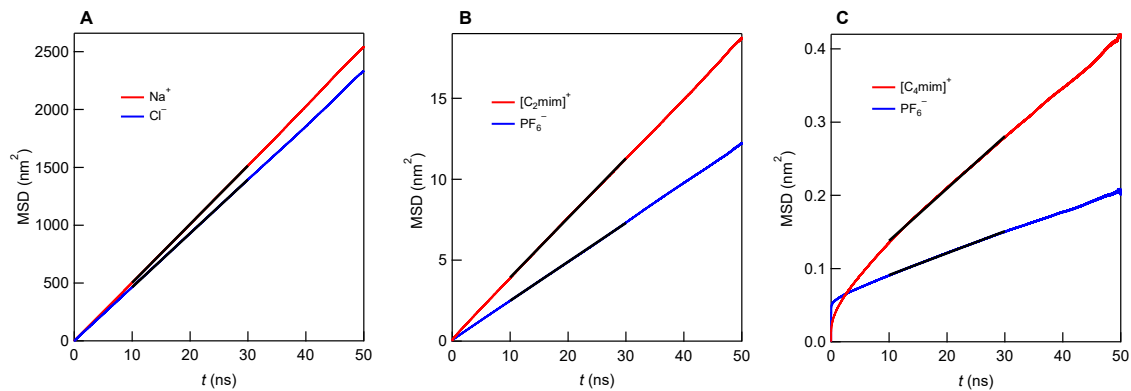 A
MSD (nm²)
2500
2000
1500
1000
500
0
Na⁺
Cl⁻
0 10 20 30 40 50
t (ns)
B
MSD (nm²)
15
10
5
0
[C₂mim]⁺
PF₆⁻
0 10 20 30 40 50
t (ns)
C
MSD (nm²)
0.4
0.3
0.2
0.1
0.0
[C₄mim]⁺
PF₆⁻
0 10 20 30 40 50
t (ns)